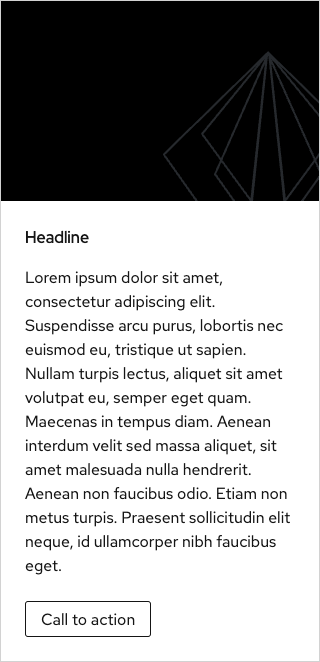 Headline
Lorem ipsum dolor sit amet,
consectetur adipiscing elit.
Suspendisse arcu purus, lobortis nec
euismod eu, tristique ut sapien.
Nullam turpis lectus, aliquet sit amet
volutpat eu, semper eget quam.
Maecenas in tempus diam. Aenean
interdum velit sed massa aliquet, sit
amet malesuada nulla hendrerit.
Aenean non faucibus odio. Etiam non
metus turpis. Praesent sollicitudin elit
neque, id ullamcorper nibh faucibus
eget.
Call to action